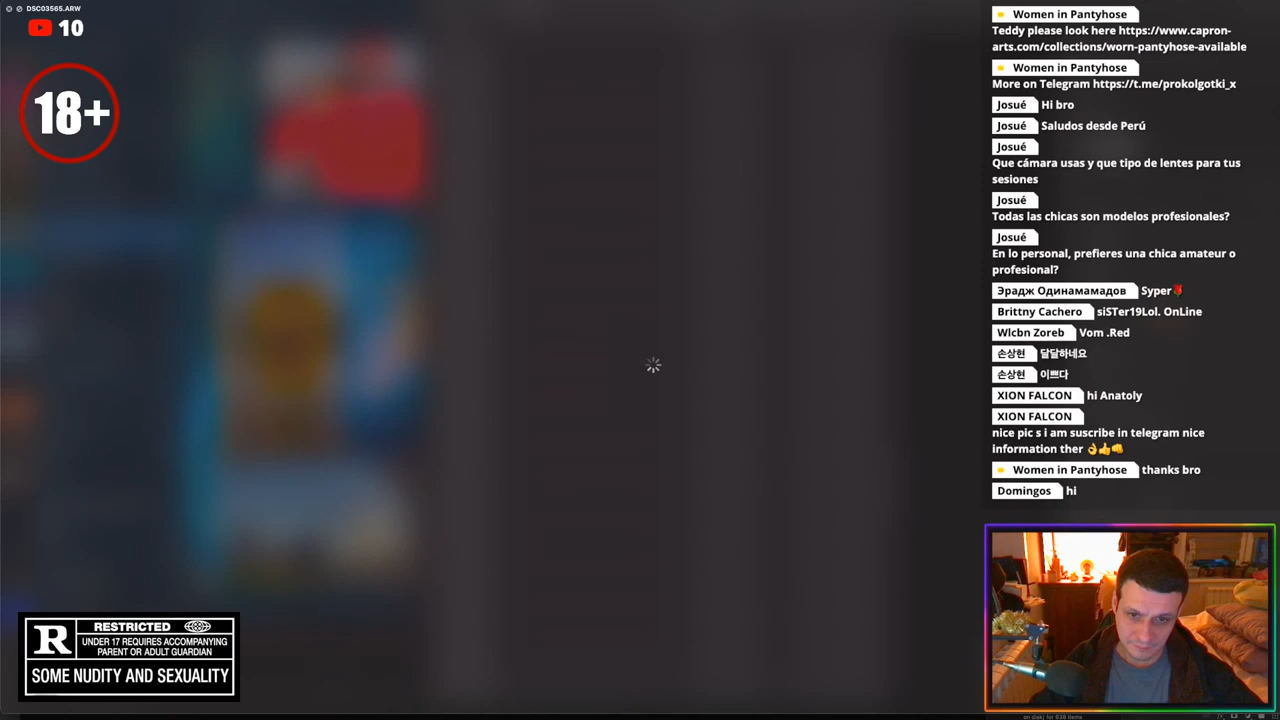 DSC03565.ARW
10
18+
Women in Pantyhose
Teddy please look here https://www.capron-
arts.com/collections/worn-pantyhose-available
Women in Pantyhose
More on Telegram https://t.me/prokolgotki_x
Josué Hi bro
Josué Saludos desde Perú
Josué
Que cámara usas y que tipo de lentes para tus
sesiones
Josué
Todas las chicas son modelos profesionales?
Josué
En lo personal, prefieres una chica amateur o
profesional?
Эрадж Одинамамадов Syper🌹
Brittny Cachero siSTer19Lol. OnLine
Wlcbn Zoreb Vom .Red
손상현 달달하네요
손상현 이쁘다
XION FALCON hi Anatoly
XION FALCON
nice pic s i am suscribe in telegram nice
information ther 👌👍👊
Women in Pantyhose thanks bro
Domingos hi
R
RESTRICTED
UNDER 17 REQUIRES ACCOMPANYING
PARENT OR ADULT GUARDIAN
SOME NUDITY AND SEXUALITY
on disk) for 638 items